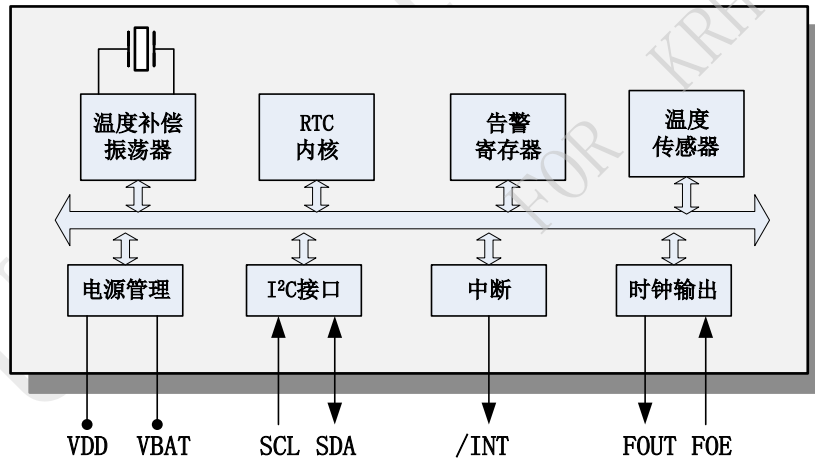 温度补偿
振荡器
RTC
内核
告警
寄存器
温度
传感器
电源管理
I²C接口
中断
时钟输出
VDD VBAT SCL SDA /INT FOUT FOE
FOR KRH